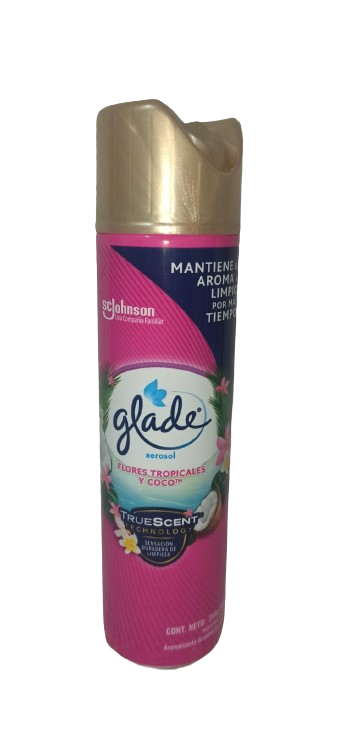 MANTIENE
AROMA
LIMPIO
POR MÁS
TIEMPO
SC Johnson
Una Compañía Familiar
glade®
aerosol
FLORES TROPICALES
Y COCO™
TRUESCENT
TECHNOLOGY
SENSACIÓN
DURADERA DE
LIMPIEZA
CONT. NETO